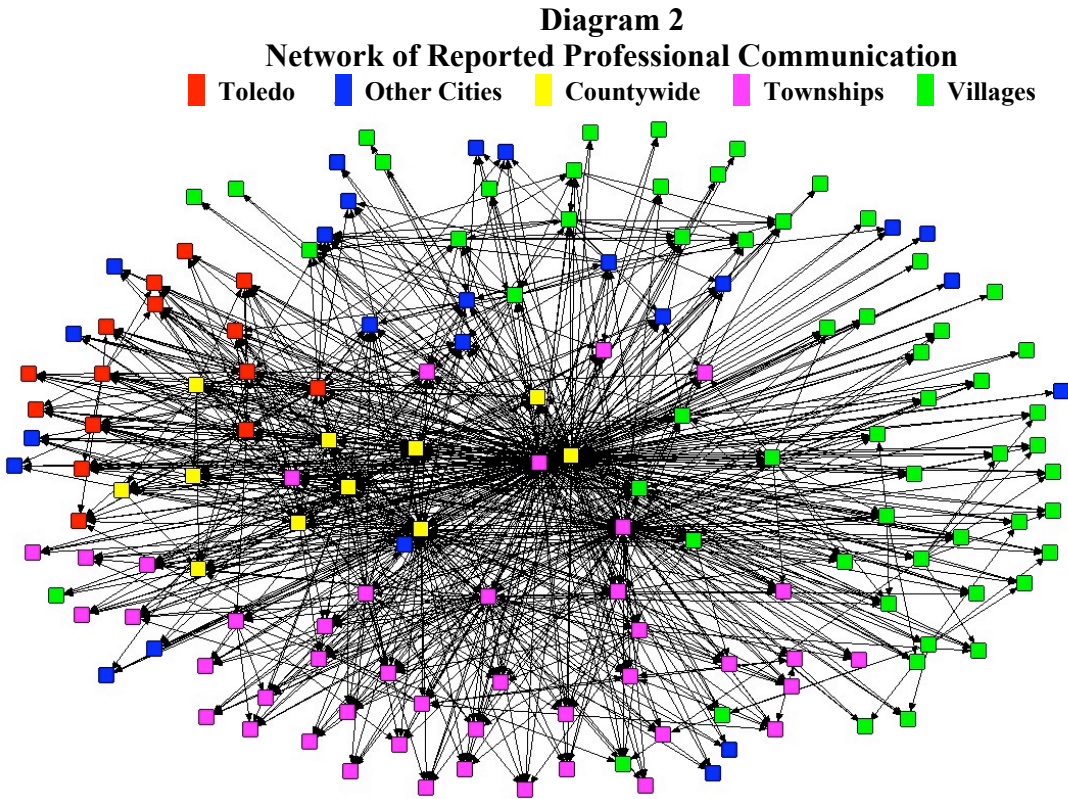 Diagram 2
Network of Reported Professional Communication
Toledo Other Cities Countywide Townships Villages